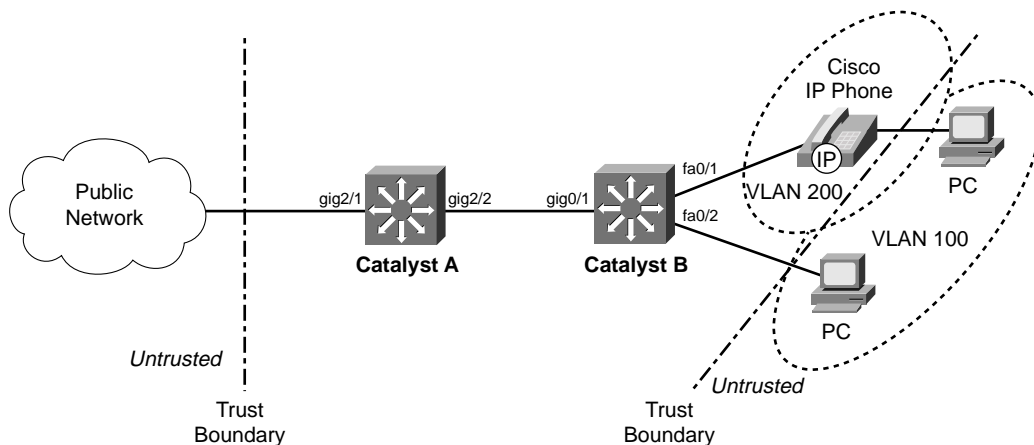 Cisco
IP Phone
IP
VLAN 200
PC
Public
Network
gig2/1
gig2/2
gig0/1
fa0/1
fa0/2
Catalyst A
Catalyst B
VLAN 100
PC
Untrusted
Trust
Boundary
Untrusted
Trust
Boundary